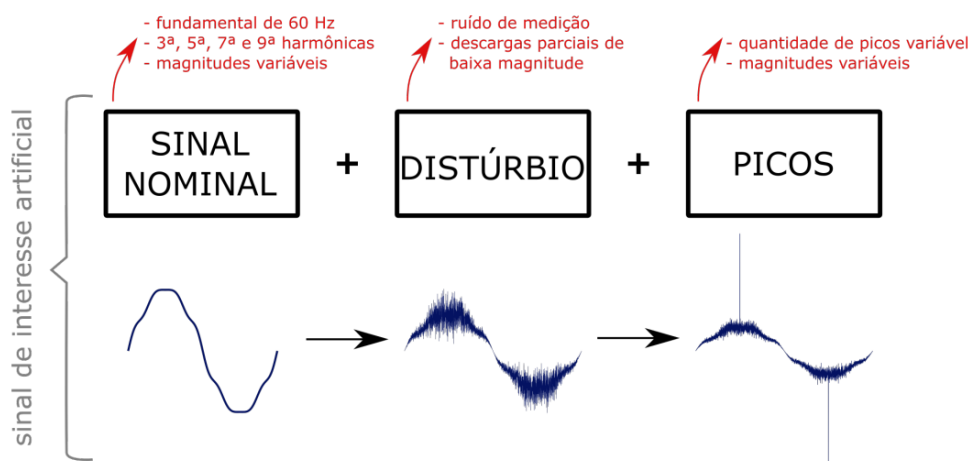 - fundamental de 60 Hz
- 3ª, 5ª, 7ª e 9ª harmônicas
- magnitudes variáveis
- ruído de medição
- descargas parciais de
baixa magnitude
- quantidade de picos variável
- magnitudes variáveis
sinal de interesse artificial
SINAL
NOMINAL
+
DISTÚRBIO
+
PICOS